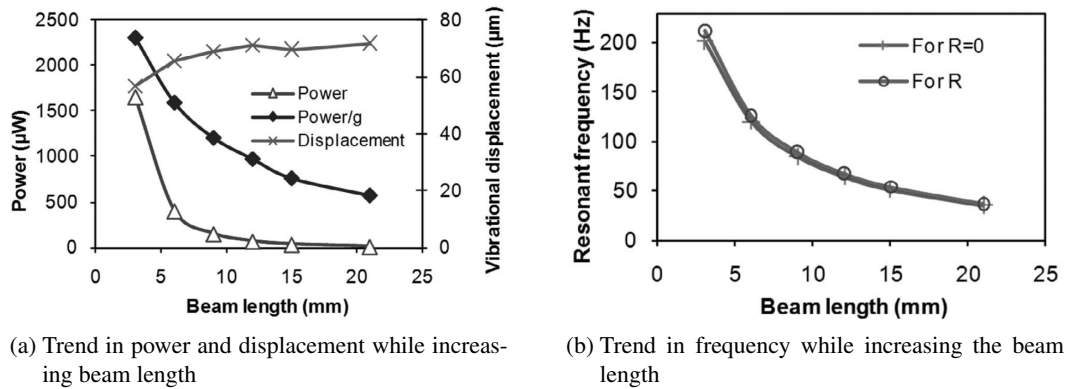 Power (µW)
2500
2000
1500
1000
500
0
0 5 10 15 20 25
Beam length (mm)
80
60
40
20
0
Vibrational displacement (µm)
Power
Power/g
Displacement
(a) Trend in power and displacement while increas-
ing beam length
Resonant frequency (Hz)
200
150
100
50
0
0 5 10 15 20 25
Beam length (mm)
For R=0
For R
(b) Trend in frequency while increasing the beam
length